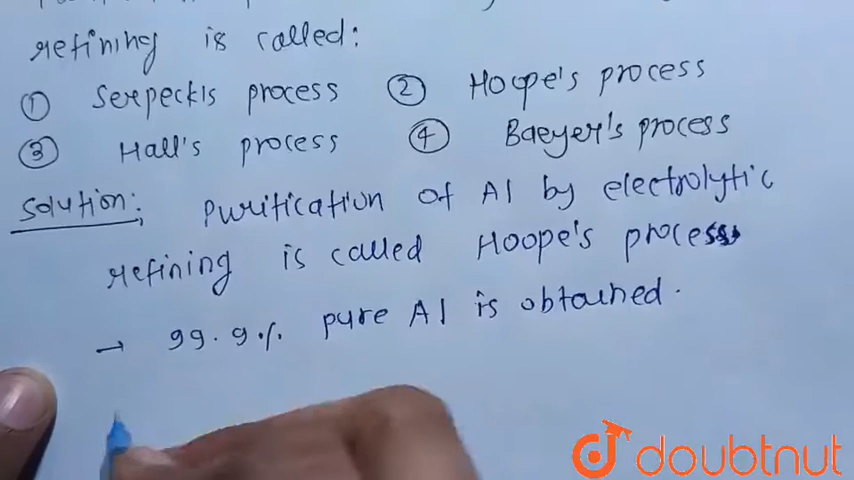 refining is called:
① Serpeckis process ② Hoope's process
③ Hall's process ④ Baeyer's process
Solution: Purification of Al by electrolytic
refining is called Hoope's process
→ 99.9% pure Al is obtained.
doubtnut